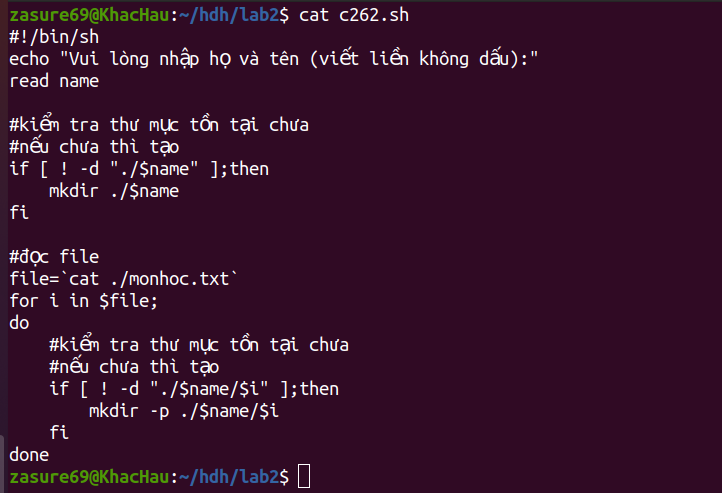 zasure69@KhacHau:~/hdh/lab2$ cat c262.sh
#!/bin/sh
echo "Vui lòng nhập họ và tên (viết liền không dấu):"
read name

#kiểm tra thư mục tồn tại chưa
#nếu chưa thì tạo
if [ ! -d "./$name" ];then
    mkdir ./$name
fi

#đọc file
file=`cat ./monhoc.txt`
for i in $file;
do
    #kiểm tra thư mục tồn tại chưa
    #nếu chưa thì tạo
    if [ ! -d "./$name/$i" ];then
        mkdir -p ./$name/$i
    fi
done
zasure69@KhacHau:~/hdh/lab2$